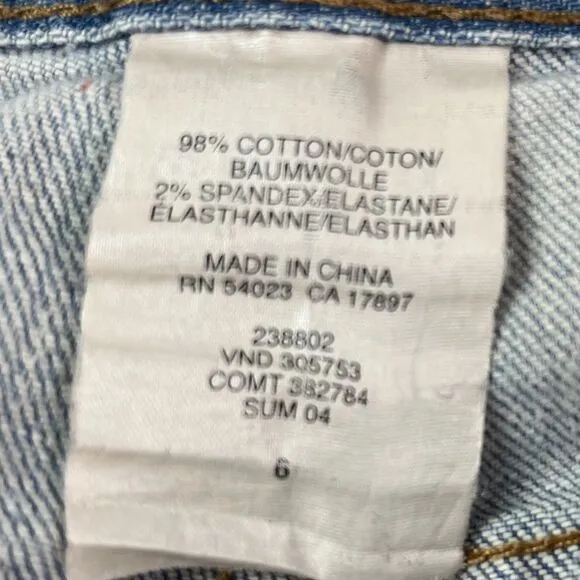 98% COTTON/COTON/
BAUMWOLLE
2% SPANDEX/ELASTANE/
ÉLASTHANNE/ELASTHAN
MADE IN CHINA
RN 54023 CA 17897
238802
VND 305753
COMT 382784
SUM 04
6